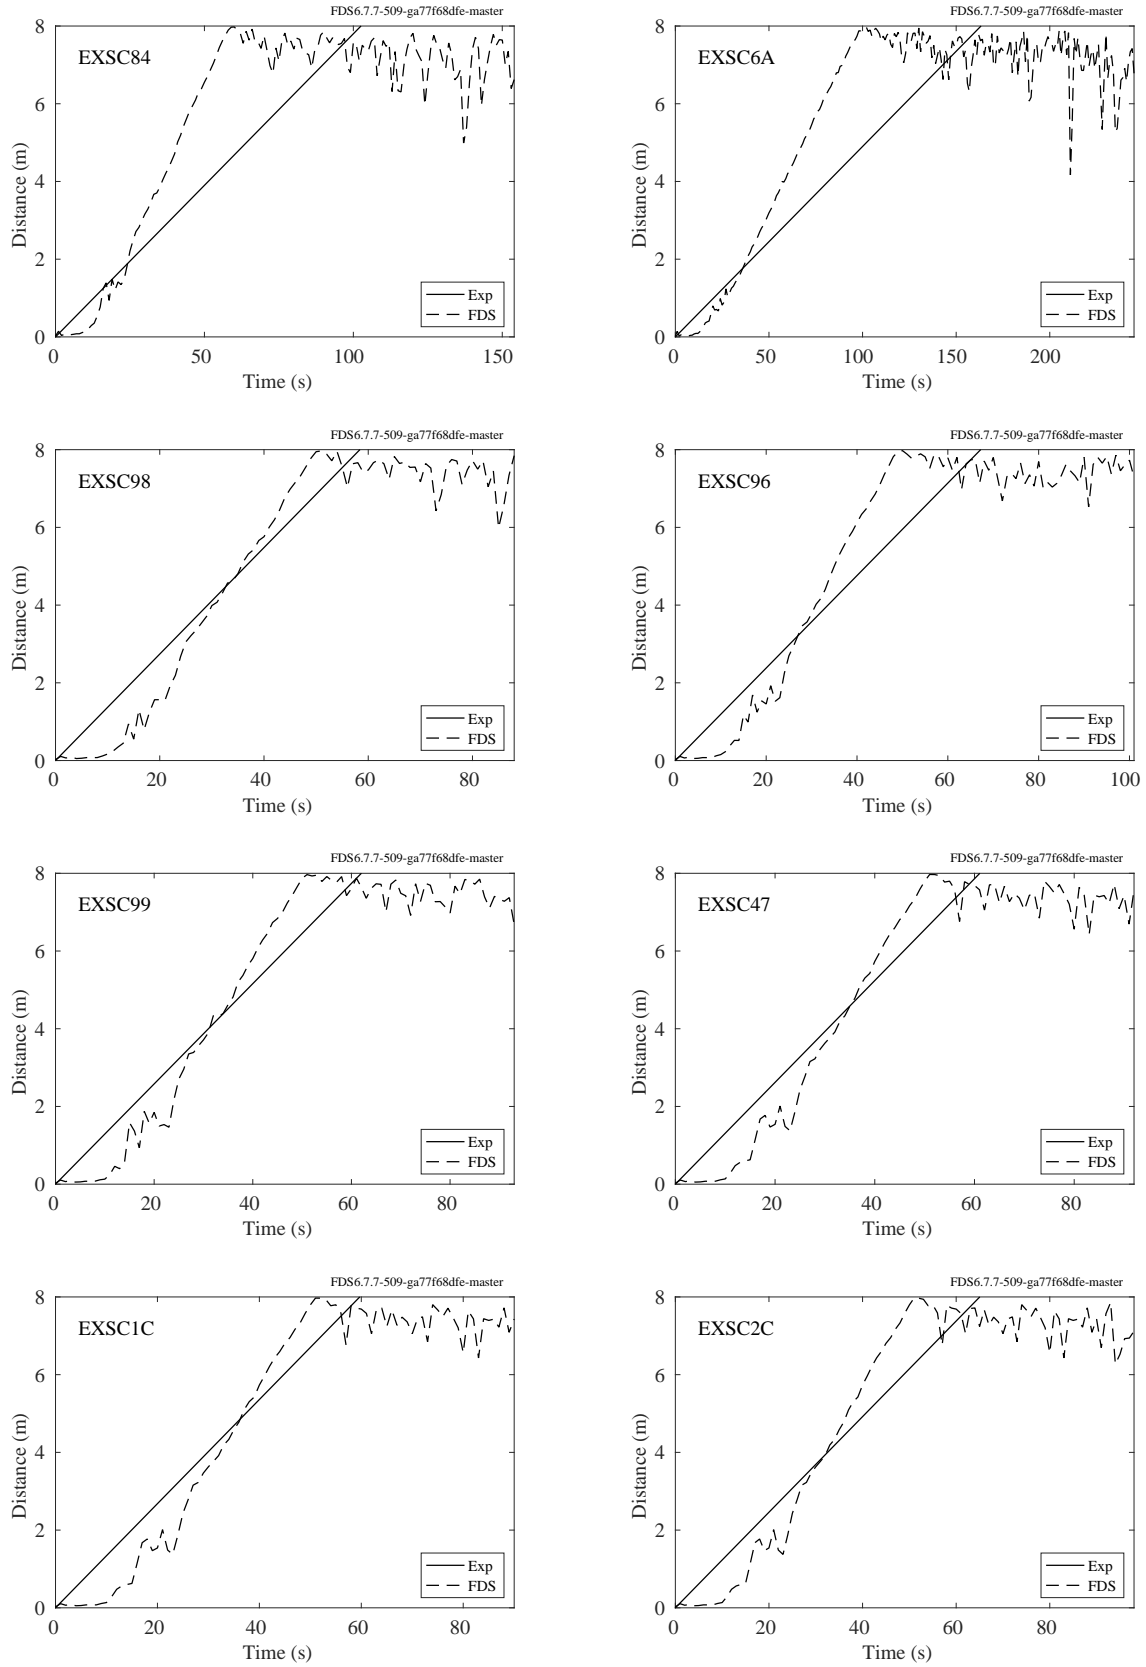 FDS6.7.7-509-ga77f68dfe-master
EXSC84
Distance (m)
8
6
4
2
0
Exp
FDS
0 50 100 150
Time (s)
FDS6.7.7-509-ga77f68dfe-master
EXSC6A
Distance (m)
8
6
4
2
0
Exp
FDS
0 50 100 150 200
Time (s)
FDS6.7.7-509-ga77f68dfe-master
EXSC98
Distance (m)
8
6
4
2
0
Exp
FDS
0 20 40 60 80
Time (s)
FDS6.7.7-509-ga77f68dfe-master
EXSC96
Distance (m)
8
6
4
2
0
Exp
FDS
0 20 40 60 80 100
Time (s)
FDS6.7.7-509-ga77f68dfe-master
EXSC99
Distance (m)
8
6
4
2
0
Exp
FDS
0 20 40 60 80
Time (s)
FDS6.7.7-509-ga77f68dfe-master
EXSC47
Distance (m)
8
6
4
2
0
Exp
FDS
0 20 40 60 80
Time (s)
FDS6.7.7-509-ga77f68dfe-master
EXSC1C
Distance (m)
8
6
4
2
0
Exp
FDS
0 20 40 60 80
Time (s)
FDS6.7.7-509-ga77f68dfe-master
EXSC2C
Distance (m)
8
6
4
2
0
Exp
FDS
0 20 40 60 80
Time (s)